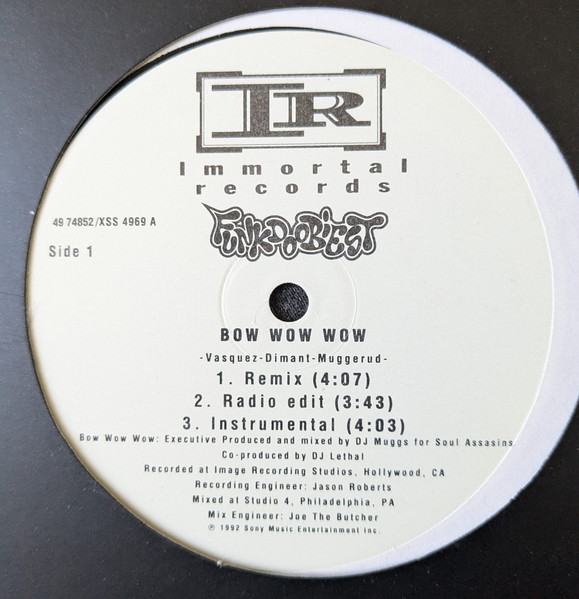 IR
Immortal
records
49 74852/XSS 4969 A
FUNKDOOBIEST
Side 1
BOW WOW WOW
-Vasquez-Dimant-Muggerud-
1. Remix (4:07)
2. Radio edit (3:43)
3. Instrumental (4:03)
Bow Wow Wow: Executive Produced and mixed by DJ Muggs for Soul Assasins
Co-produced by DJ Lethal
Recorded at Image Recording Studios, Hollywood, CA
Recording Engineer: Jason Roberts
Mixed at Studio 4, Philadelphia, PA
Mix Engineer: Joe The Butcher
℗ 1992 Sony Music Entertainment Inc.